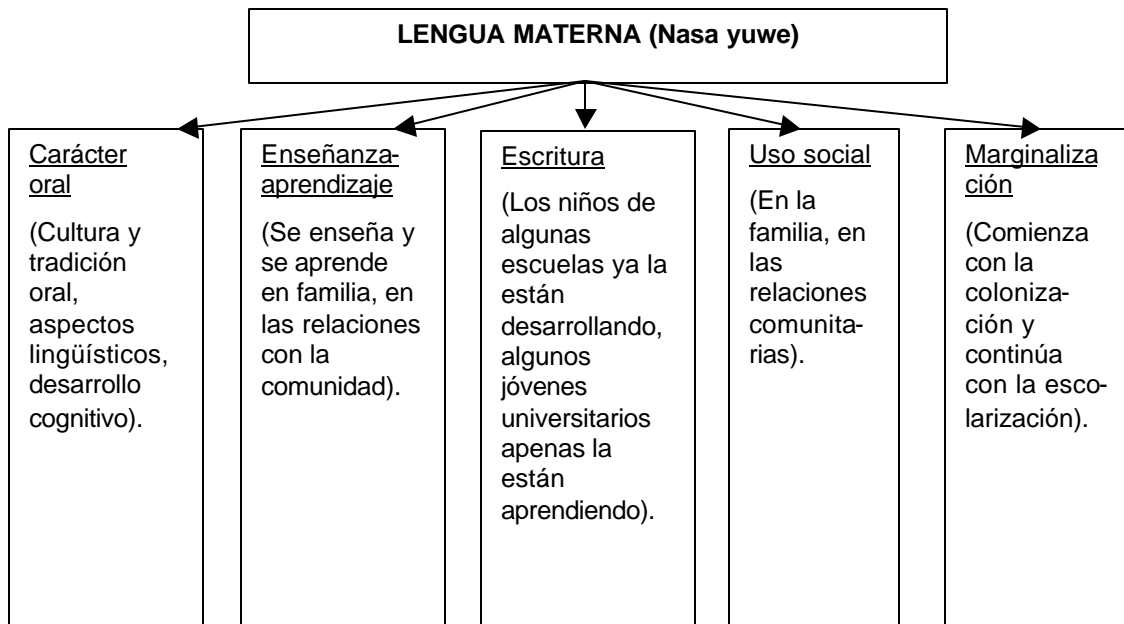 LENGUA MATERNA (Nasa yuwe)
Carácter
oral
(Cultura y
tradición
oral,
aspectos
lingüísticos,
desarrollo
cognitivo).
Enseñanza-
aprendizaje
(Se enseña y
se aprende
en familia, en
las relaciones
con la
comunidad).
Escritura
(Los niños de
algunas
escuelas ya la
están
desarrollando,
algunos
jóvenes
universitarios
apenas la
están
aprendiendo).
Uso social
(En la
familia, en
las
relaciones
comunita-
rias).
Marginaliza
ción
(Comienza
con la
coloniza-
ción y
continúa
con la esco-
larización).